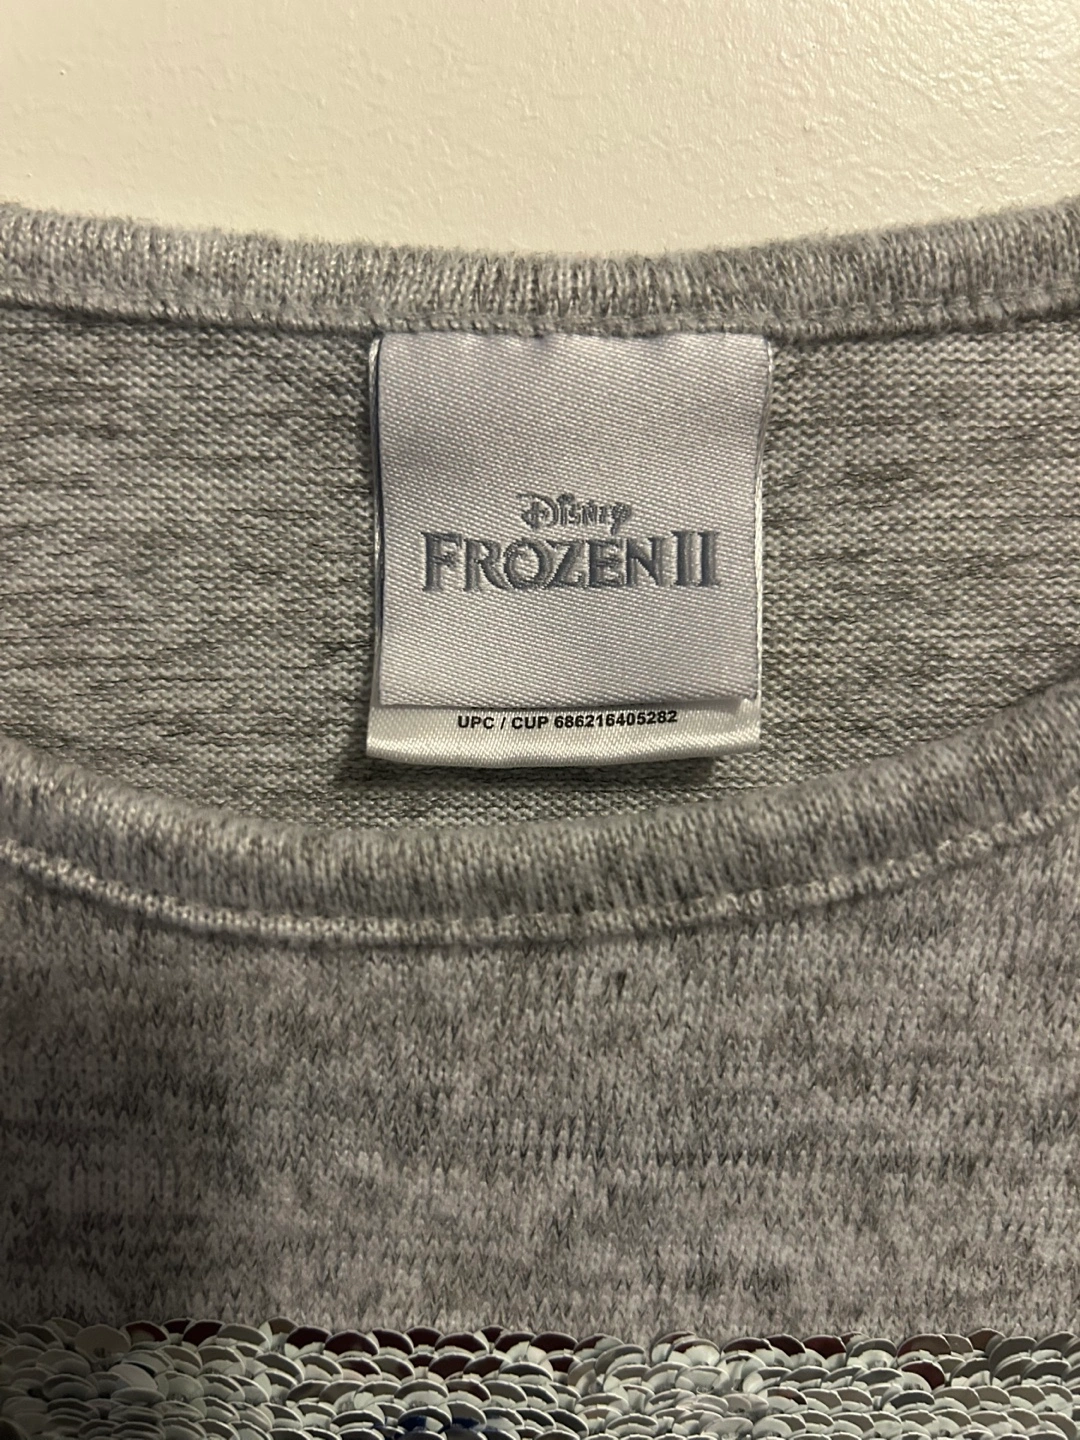 Disney
FROZEN II
UPC / CUP 686216405282